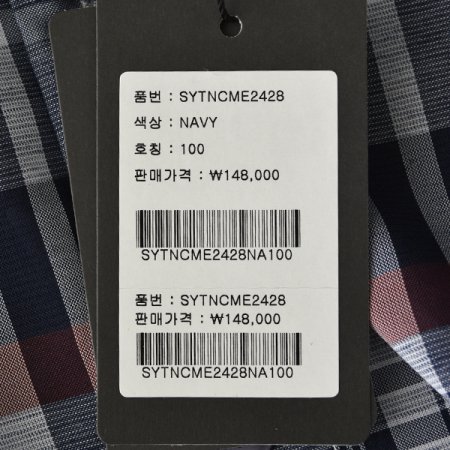 품번 : SYTNCME2428
색상 : NAVY
호칭 : 100
판매가격 : ₩148,000
SYTNCME2428NA100
품번 : SYTNCME2428
판매가격 : ₩148,000
SYTNCME2428NA100